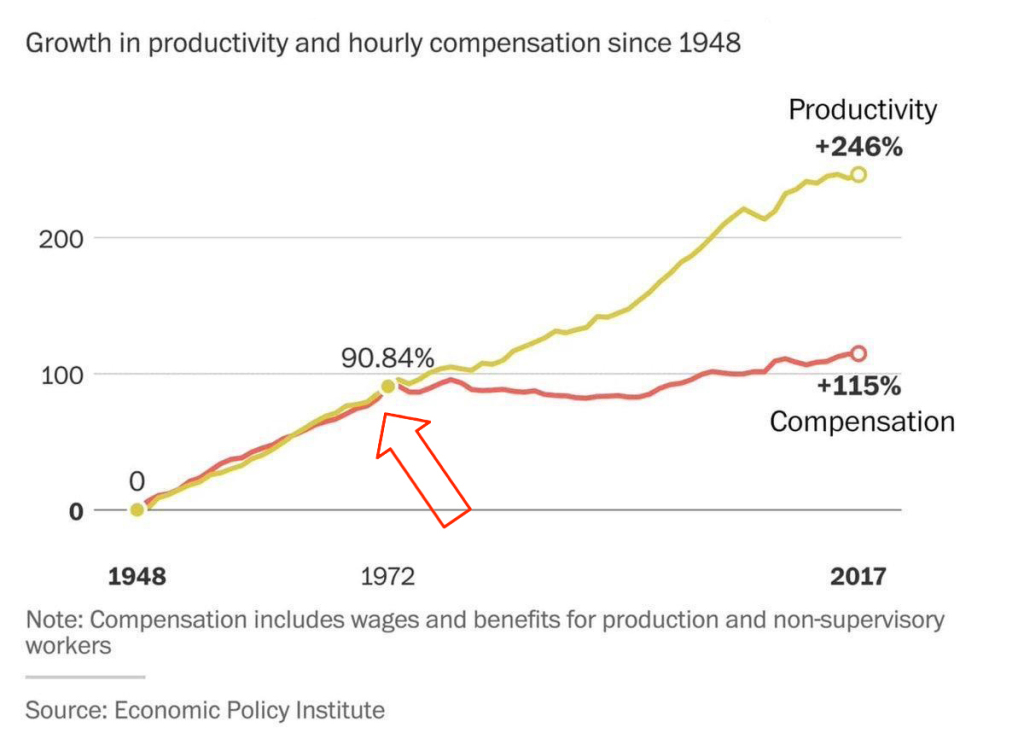 Growth in productivity and hourly compensation since 1948
Productivity
+246%
200
90.84%
100
+115%
Compensation
0
0
1948
1972
2017
Note: Compensation includes wages and benefits for production and non-supervisory
workers
Source: Economic Policy Institute